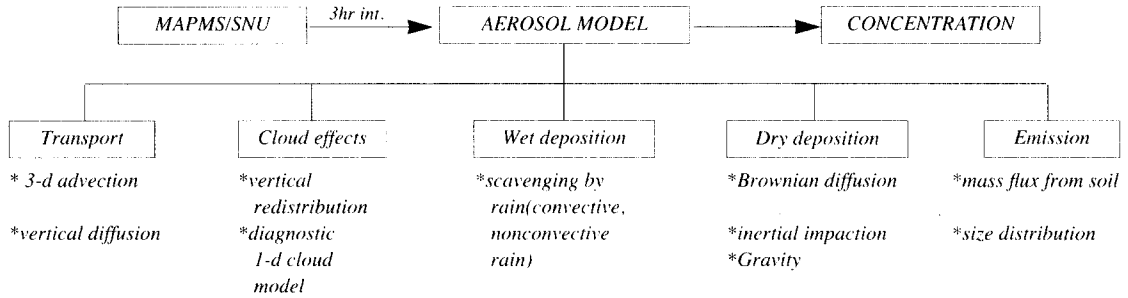 MAPMS/SNU
3hr int.
AEROSOL MODEL
CONCENTRATION
Transport
* 3-d advection
*vertical diffusion
Cloud effects
*vertical
redistribution
*diagnostic
1-d cloud
model
Wet deposition
*scavenging by
rain(convective,
nonconvective
rain)
Dry deposition
*Brownian diffusion
*inertial impaction
*Gravity
Emission
*mass flux from soil
*size distribution